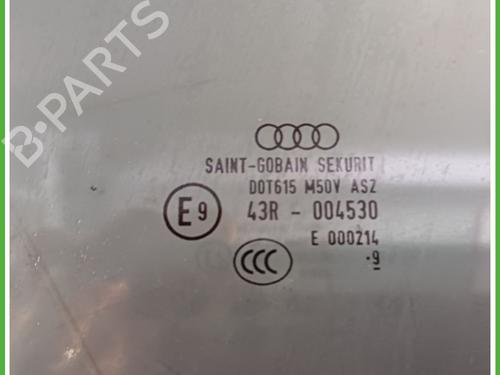 B-PARTS
SAINT-GOBAIN SEKURIT
DOT615 M50V AS2
E9 43R - 004530
E 000214
CCC .9